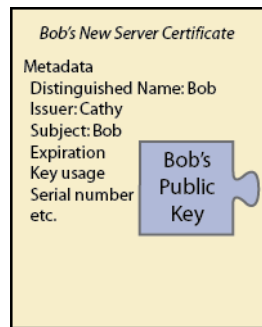 Bob's New Server Certificate
Metadata
Distinguished Name: Bob
Issuer: Cathy
Subject: Bob
Expiration
Key usage
Serial number
etc.
Bob's
Public
Key